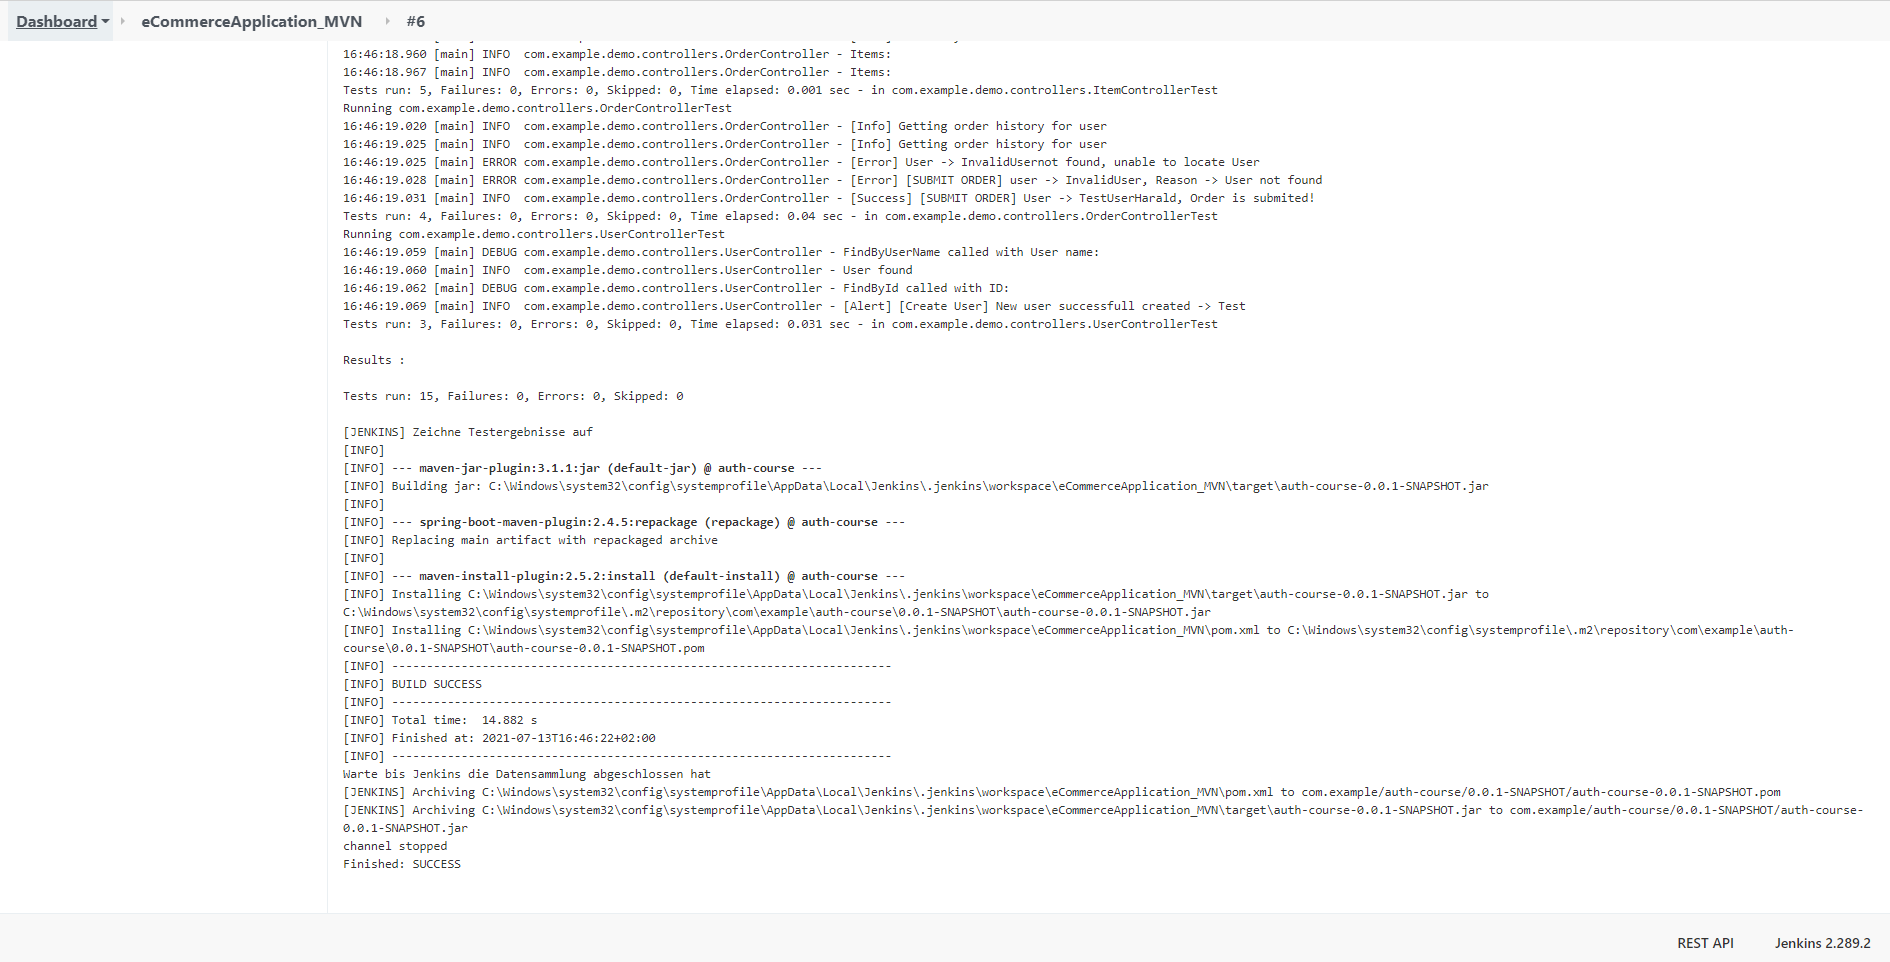 Dashboard eCommerceApplication_MVN #6
16:46:18.960 [main] INFO  com.example.demo.controllers.OrderController - Items:
16:46:18.967 [main] INFO  com.example.demo.controllers.OrderController - Items:
Tests run: 5, Failures: 0, Errors: 0, Skipped: 0, Time elapsed: 0.001 sec - in com.example.demo.controllers.ItemControllerTest
Running com.example.demo.controllers.OrderControllerTest
16:46:19.020 [main] INFO  com.example.demo.controllers.OrderController - [Info] Getting order history for user
16:46:19.025 [main] INFO  com.example.demo.controllers.OrderController - [Info] Getting order history for user
16:46:19.025 [main] ERROR com.example.demo.controllers.OrderController - [Error] User -> InvalidUsernot found, unable to locate User
16:46:19.028 [main] ERROR com.example.demo.controllers.OrderController - [Error] [SUBMIT ORDER] user -> InvalidUser, Reason -> User not found
16:46:19.031 [main] INFO  com.example.demo.controllers.OrderController - [Success] [SUBMIT ORDER] User -> TestUserHarald, Order is submited!
Tests run: 4, Failures: 0, Errors: 0, Skipped: 0, Time elapsed: 0.04 sec - in com.example.demo.controllers.OrderControllerTest
Running com.example.demo.controllers.UserControllerTest
16:46:19.059 [main] DEBUG com.example.demo.controllers.UserController - FindByUserName called with User name:
16:46:19.060 [main] INFO  com.example.demo.controllers.UserController - User found
16:46:19.062 [main] DEBUG com.example.demo.controllers.UserController - FindById called with ID:
16:46:19.069 [main] INFO  com.example.demo.controllers.UserController - [Alert] [Create User] New user successfull created -> Test
Tests run: 3, Failures: 0, Errors: 0, Skipped: 0, Time elapsed: 0.031 sec - in com.example.demo.controllers.UserControllerTest
Results :
Tests run: 15, Failures: 0, Errors: 0, Skipped: 0
[JENKINS] Zeichne Testergebnisse auf
[INFO]
[INFO] --- maven-jar-plugin:3.1.1:jar (default-jar) @ auth-course ---
[INFO] Building jar: C:\Windows\system32\config\systemprofile\AppData\Local\Jenkins\.jenkins\workspace\eCommerceApplication_MVN\target\auth-course-0.0.1-SNAPSHOT.jar
[INFO]
[INFO] --- spring-boot-maven-plugin:2.4.5:repackage (repackage) @ auth-course ---
[INFO] Replacing main artifact with repackaged archive
[INFO]
[INFO] --- maven-install-plugin:2.5.2:install (default-install) @ auth-course ---
[INFO] Installing C:\Windows\system32\config\systemprofile\AppData\Local\Jenkins\.jenkins\workspace\eCommerceApplication_MVN\target\auth-course-0.0.1-SNAPSHOT.jar to
C:\Windows\system32\config\systemprofile\.m2\repository\com\example\auth-course\0.0.1-SNAPSHOT\auth-course-0.0.1-SNAPSHOT.jar
[INFO] Installing C:\Windows\system32\config\systemprofile\AppData\Local\Jenkins\.jenkins\workspace\eCommerceApplication_MVN\pom.xml to C:\Windows\system32\config\systemprofile\.m2\repository\com\example\auth-
course\0.0.1-SNAPSHOT\auth-course-0.0.1-SNAPSHOT.pom
[INFO] ------------------------------------------------------------------------
[INFO] BUILD SUCCESS
[INFO] ------------------------------------------------------------------------
[INFO] Total time:  14.882 s
[INFO] Finished at: 2021-07-13T16:46:22+02:00
[INFO] ------------------------------------------------------------------------
Warte bis Jenkins die Datensammlung abgeschlossen hat
[JENKINS] Archiving C:\Windows\system32\config\systemprofile\AppData\Local\Jenkins\.jenkins\workspace\eCommerceApplication_MVN\pom.xml to com.example/auth-course/0.0.1-SNAPSHOT/auth-course-0.0.1-SNAPSHOT.pom
[JENKINS] Archiving C:\Windows\system32\config\systemprofile\AppData\Local\Jenkins\.jenkins\workspace\eCommerceApplication_MVN\target\auth-course-0.0.1-SNAPSHOT.jar to com.example/auth-course/0.0.1-SNAPSHOT/auth-course-
0.0.1-SNAPSHOT.jar
channel stopped
Finished: SUCCESS
REST API Jenkins 2.289.2